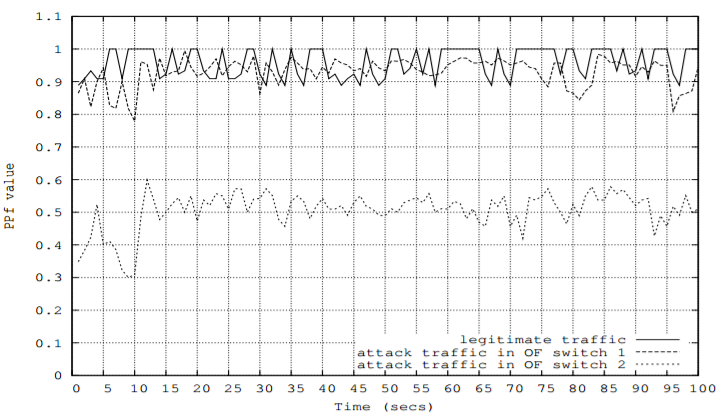 1.1
1
0.9
0.8
0.7
0.6
0.5
0.4
0.3
0.2
0.1
0
PPf value
legitimate traffic
attack traffic in OF switch 1
attack traffic in OF switch 2
0 5 10 15 20 25 30 35 40 45 50 55 60 65 70 75 80 85 90 95 100
Time (secs)